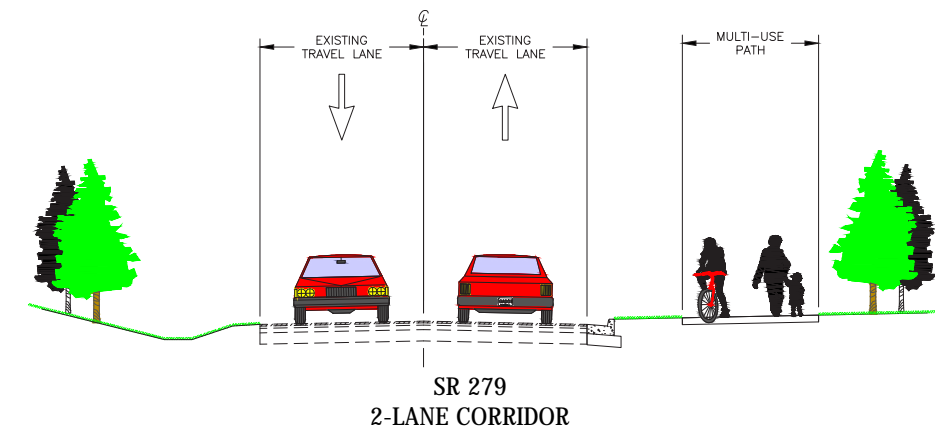 ℄
EXISTING
TRAVEL LANE
EXISTING
TRAVEL LANE
MULTI-USE
PATH
SR 279
2-LANE CORRIDOR